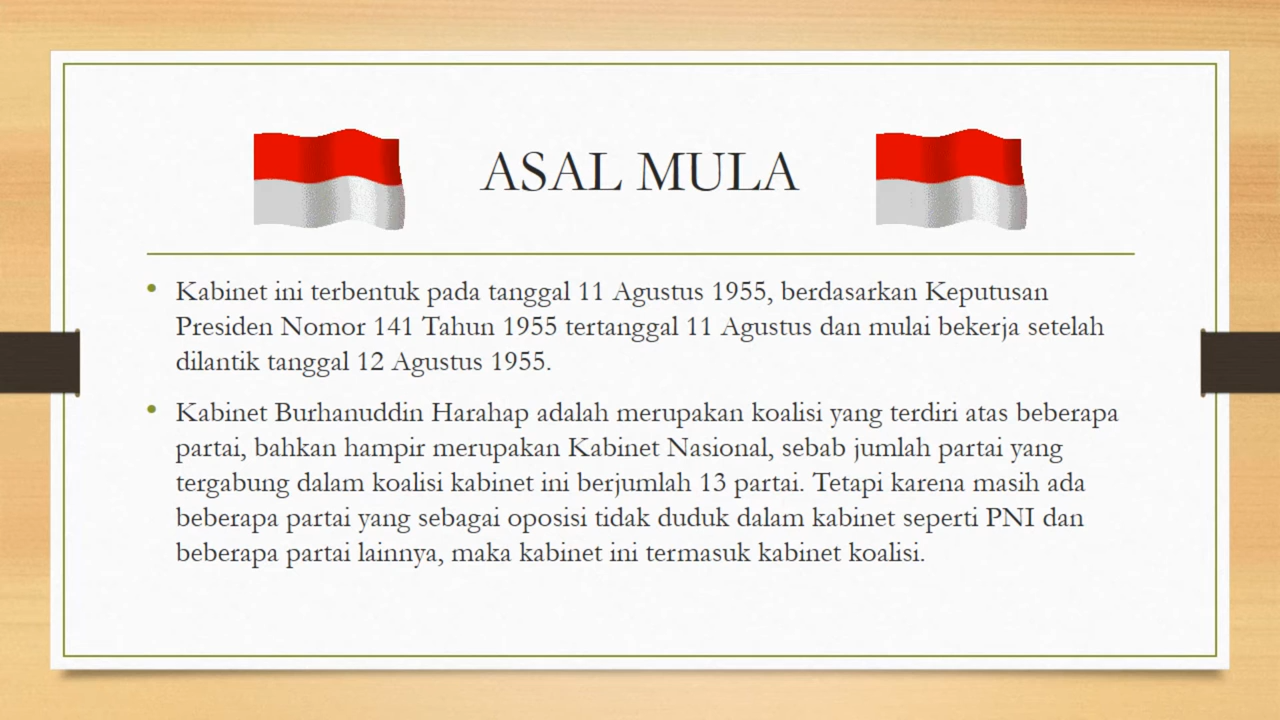 ASAL MULA
• Kabinet ini terbentuk pada tanggal 11 Agustus 1955, berdasarkan Keputusan
Presiden Nomor 141 Tahun 1955 tertanggal 11 Agustus dan mulai bekerja setelah
dilantik tanggal 12 Agustus 1955.
• Kabinet Burhanuddin Harahap adalah merupakan koalisi yang terdiri atas beberapa
partai, bahkan hampir merupakan Kabinet Nasional, sebab jumlah partai yang
tergabung dalam koalisi kabinet ini berjumlah 13 partai. Tetapi karena masih ada
beberapa partai yang sebagai oposisi tidak duduk dalam kabinet seperti PNI dan
beberapa partai lainnya, maka kabinet ini termasuk kabinet koalisi.